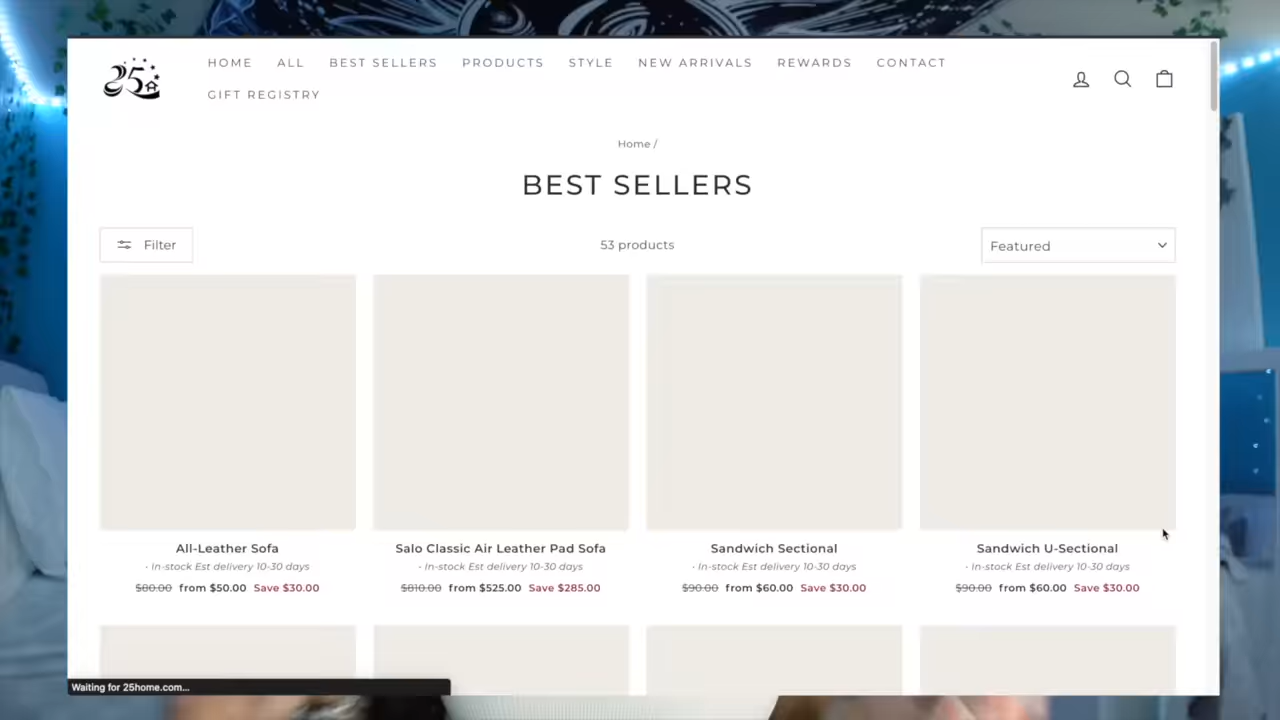 25
HOME ALL BEST SELLERS PRODUCTS STYLE NEW ARRIVALS REWARDS CONTACT
GIFT REGISTRY
Home /
BEST SELLERS
Filter
53 products
Featured
All-Leather Sofa
· In-stock Est delivery 10-30 days
$80.00 from $50.00 Save $30.00
Salo Classic Air Leather Pad Sofa
· In-stock Est delivery 10-30 days
$810.00 from $525.00 Save $285.00
Sandwich Sectional
· In-stock Est delivery 10-30 days
$90.00 from $60.00 Save $30.00
Sandwich U-Sectional
· In-stock Est delivery 10-30 days
$90.00 from $60.00 Save $30.00
Waiting for 25home.com...